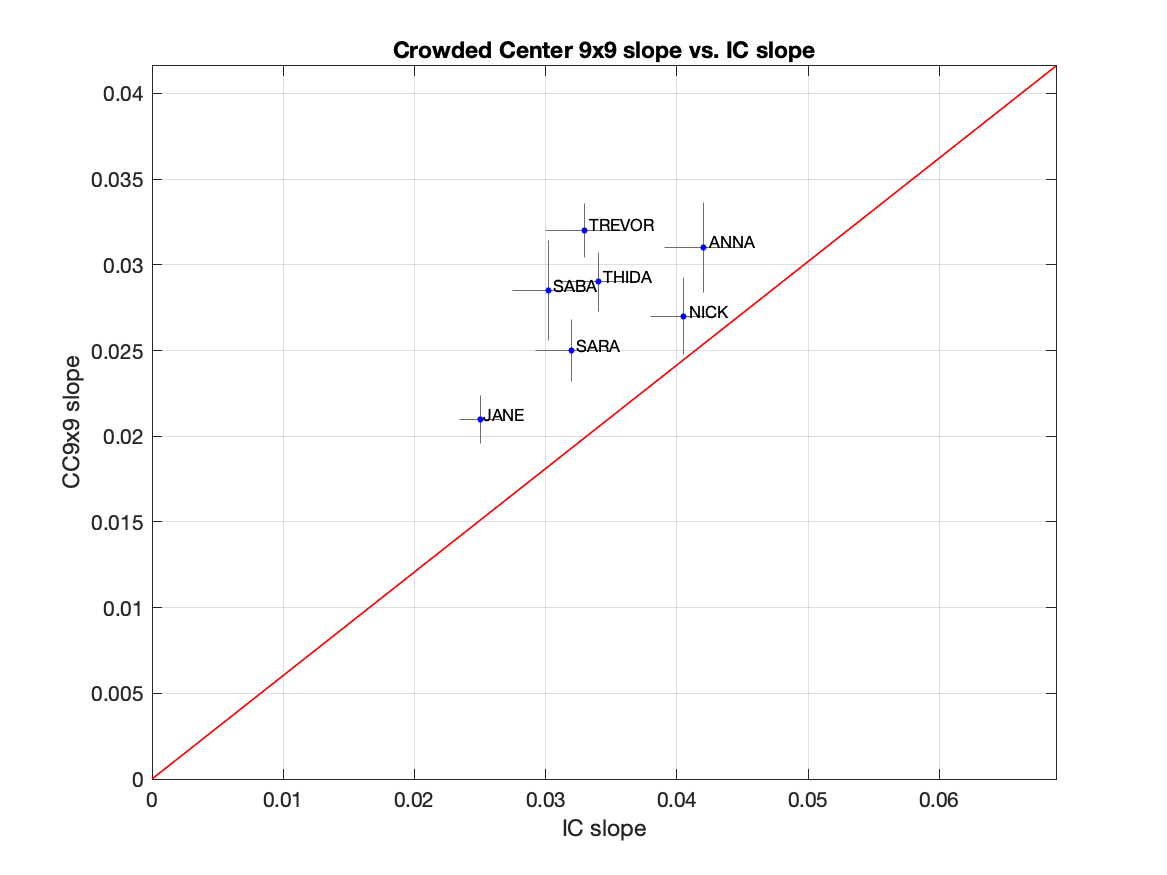 Crowded Center 9x9 slope vs. IC slope
0.04
0.035
0.03
0.025
0.02
0.015
0.01
0.005
0
CC9x9 slope
TREVOR
ANNA
THIDA
SABA
NICK
SARA
JANE
0
0.01
0.02
0.03
0.04
0.05
0.06
IC slope